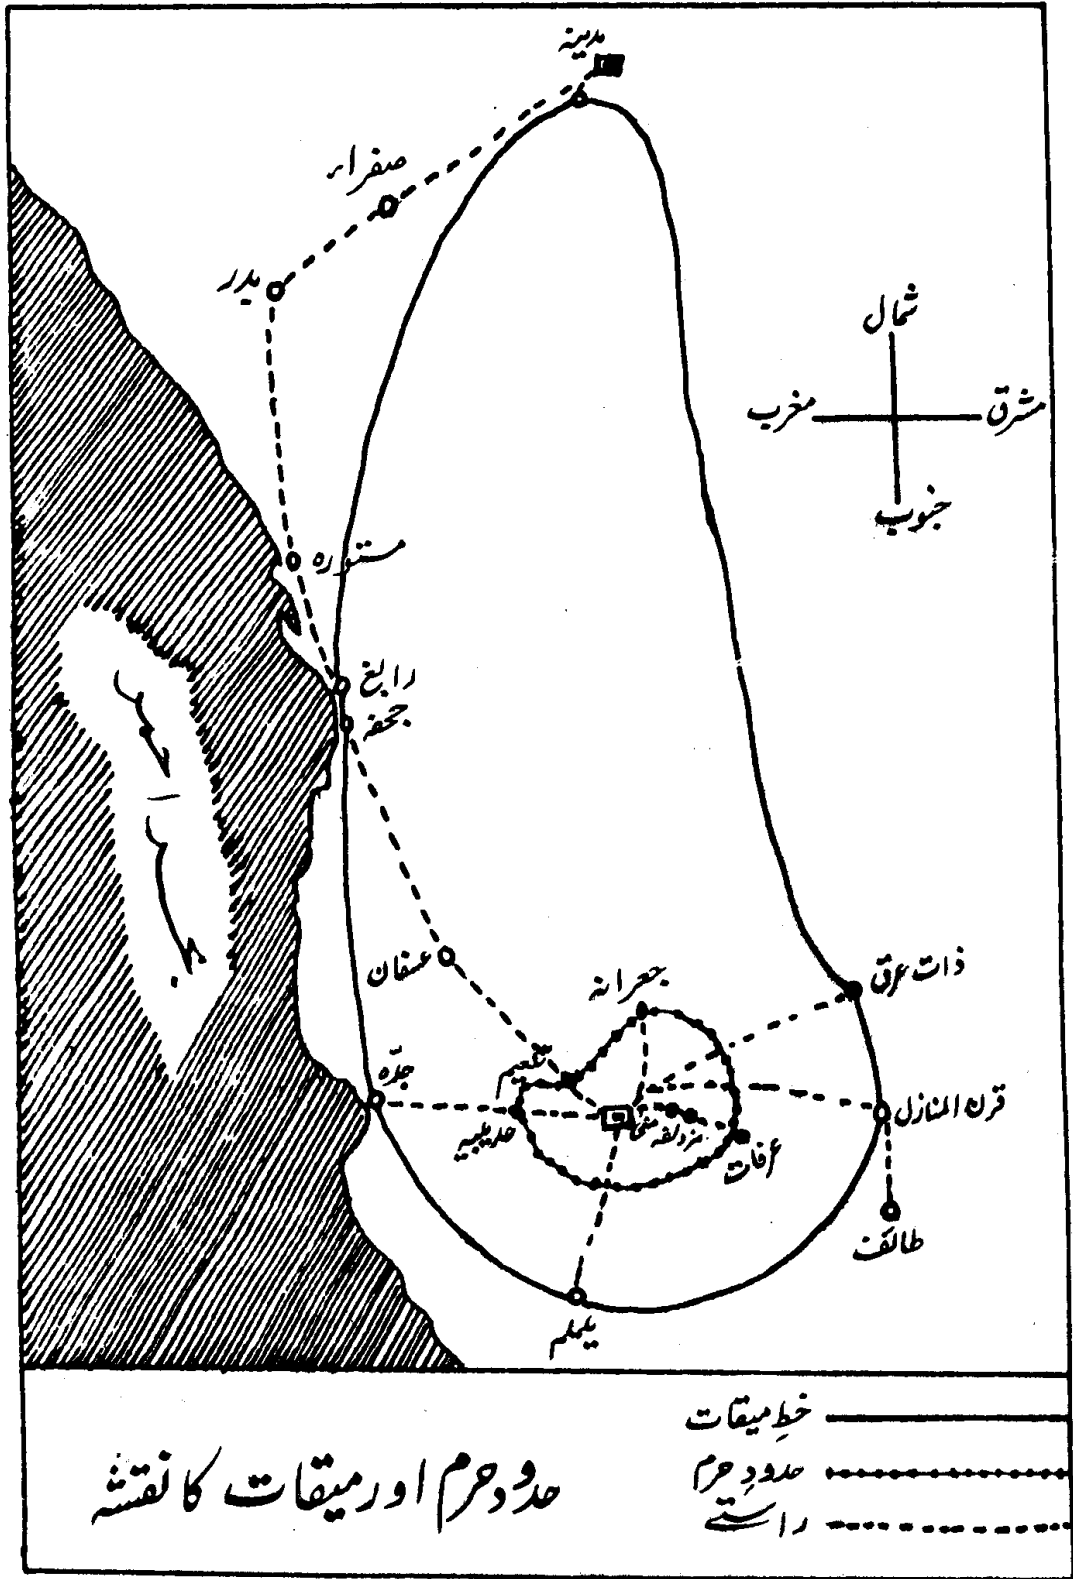 مدینہ
صفراء
بدر
شمال
مشرق
مغرب
جنوب
مستورہ
رابغ
جحفہ
بحر احمر
عسفان
ذات عرق
جعرانہ
تنعیم
جدّہ
حدیبیہ
منیٰ
مزدلفہ
عرفات
قرن المنازل
طائف
یلملم
خطِ میقات
حدودِ حرم
راستے
حدود حرم اور میقات کا نقشہ